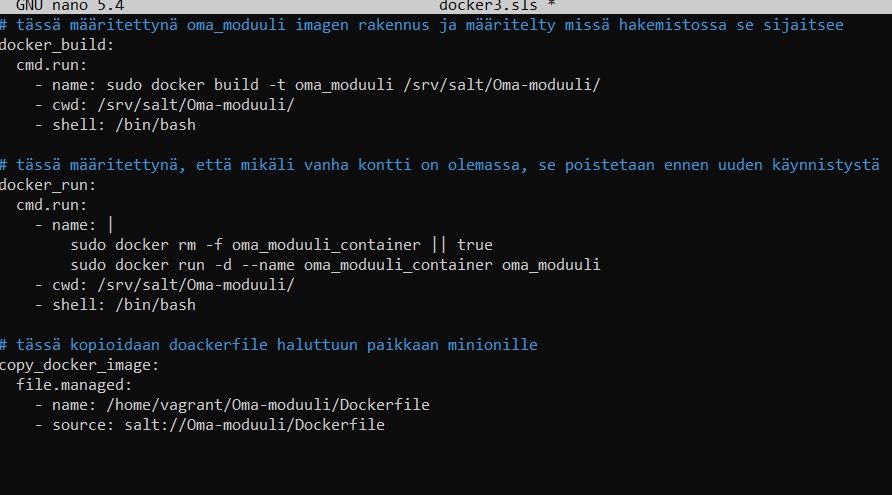 GNU nano 5.4 docker3.sls *
# tässä määritettynä oma_moduuli imagen rakennus ja määritelty missä hakemistossa se sijaitsee
docker_build:
  cmd.run:
    - name: sudo docker build -t oma_moduuli /srv/salt/Oma-moduuli/
    - cwd: /srv/salt/Oma-moduuli/
    - shell: /bin/bash
# tässä määritettynä, että mikäli vanha kontti on olemassa, se poistetaan ennen uuden käynnistystä
docker_run:
  cmd.run:
    - name: |
        sudo docker rm -f oma_moduuli_container || true
        sudo docker run -d --name oma_moduuli_container oma_moduuli
    - cwd: /srv/salt/Oma-moduuli/
    - shell: /bin/bash
# tässä kopioidaan doackerfile haluttuun paikkaan minionille
copy_docker_image:
  file.managed:
    - name: /home/vagrant/Oma-moduuli/Dockerfile
    - source: salt://Oma-moduuli/Dockerfile